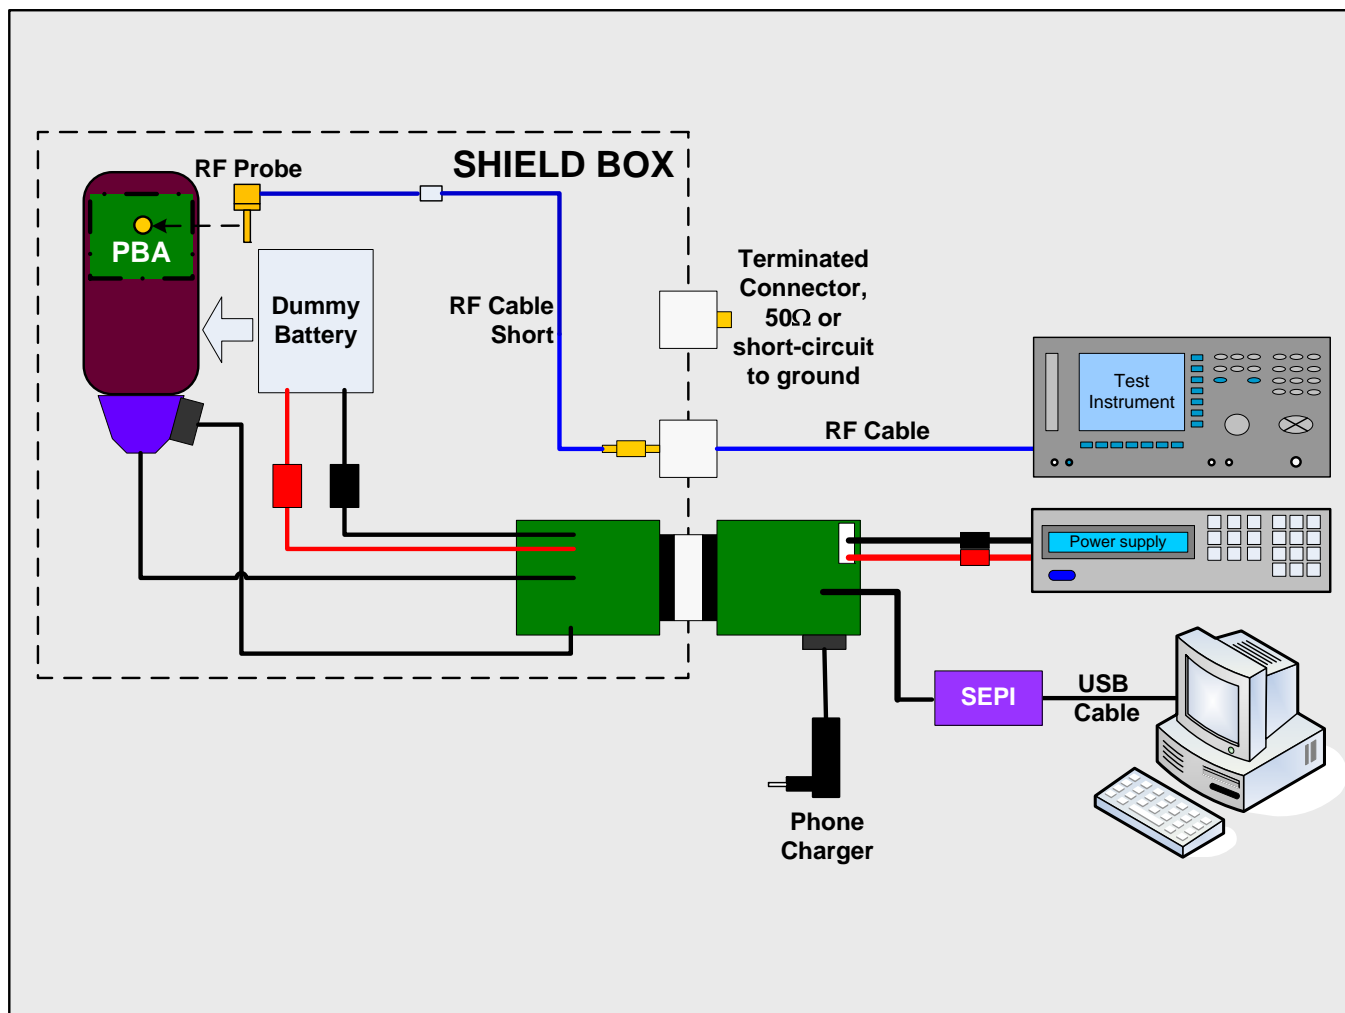 SHIELD BOX
RF Probe
PBA
Dummy
Battery
RF Cable
Short
Terminated
Connector,
50Ω or
short-circuit
to ground
Test
Instrument
RF Cable
Power supply
SEPI
USB
Cable
Phone
Charger